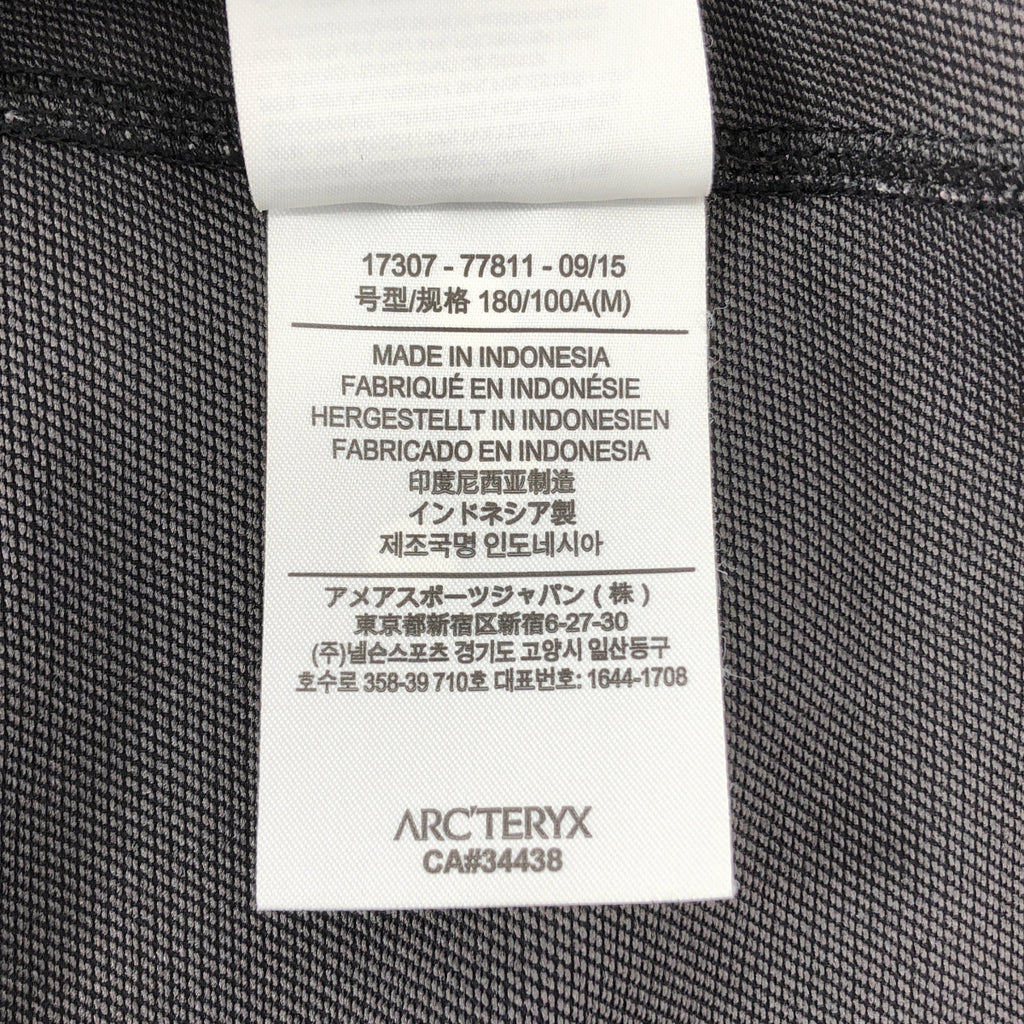 17307 - 77811 - 09/15
号型/规格 180/100A(M)
MADE IN INDONESIA
FABRIQUÉ EN INDONÉSIE
HERGESTELLT IN INDONESIEN
FABRICADO EN INDONESIA
印度尼西亚制造
インドネシア製
제조국명 인도네시아
アメアスポーツジャパン ( 株 )
東京都新宿区新宿6-27-30
(주)넬슨스포츠 경기도 고양시 일산동구
호수로 358-39 710호 대표번호: 1644-1708
ARC'TERYX
CA#34438